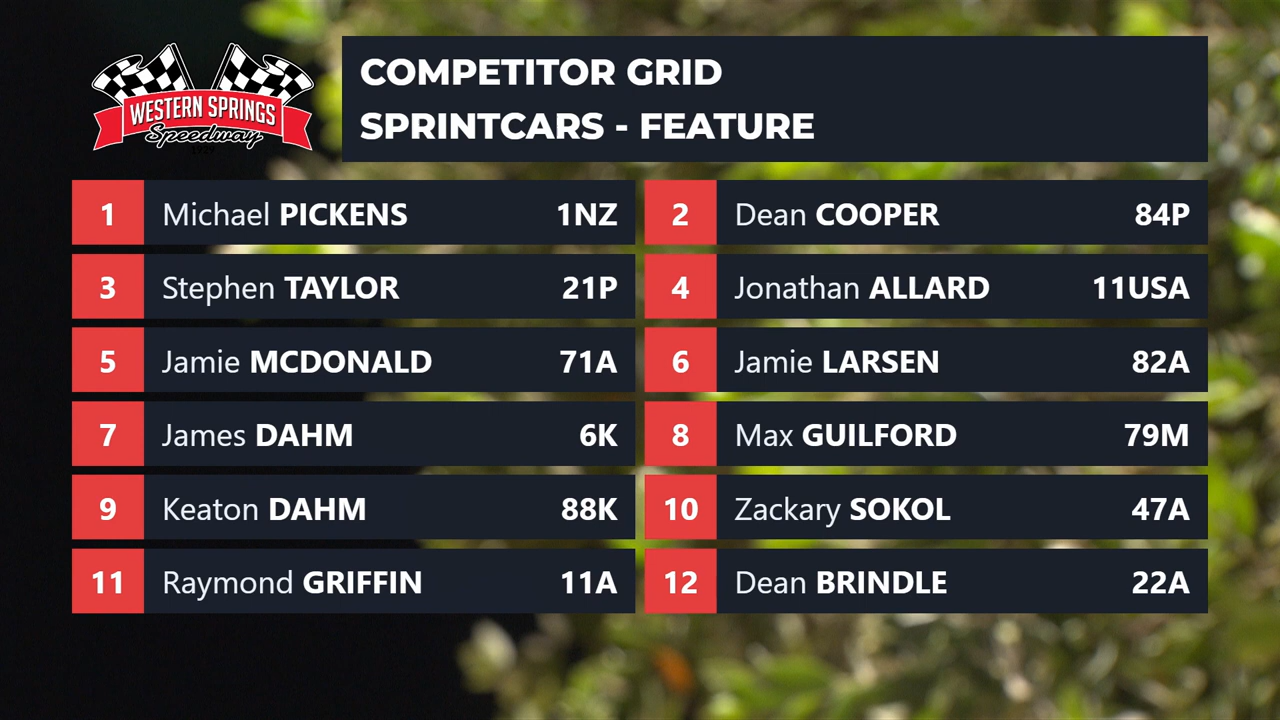 WESTERN SPRINGS
Speedway
COMPETITOR GRID
SPRINTCARS - FEATURE
1 Michael PICKENS 1NZ
2 Dean COOPER 84P
3 Stephen TAYLOR 21P
4 Jonathan ALLARD 11USA
5 Jamie MCDONALD 71A
6 Jamie LARSEN 82A
7 James DAHM 6K
8 Max GUILFORD 79M
9 Keaton DAHM 88K
10 Zackary SOKOL 47A
11 Raymond GRIFFIN 11A
12 Dean BRINDLE 22A